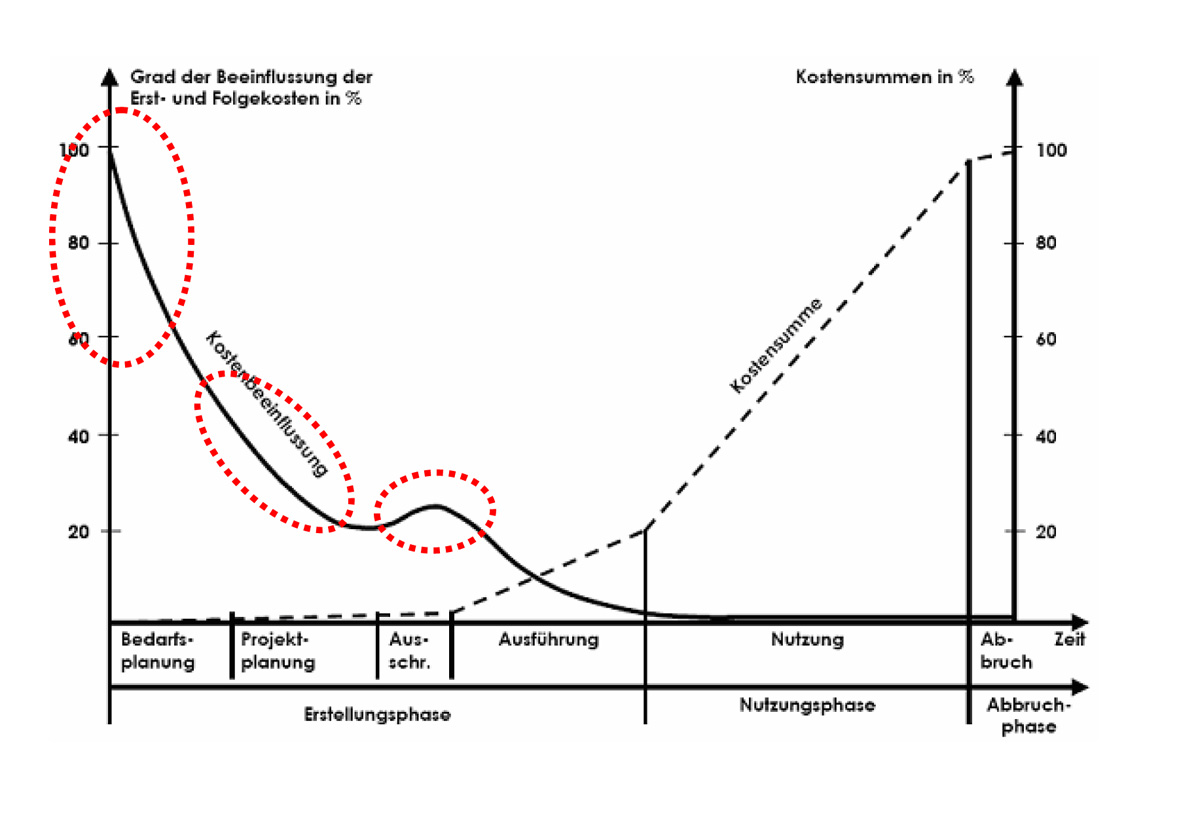 Grad der Beeinflussung der
Erst- und Folgekosten in %
Kostensummen in %
100
80
60
40
20
100
80
60
40
20
Kostenbeeinflussung
Kostensumme
Bedarfs-
planung
Projekt-
planung
Aus-
schr.
Ausführung
Nutzung
Ab-
bruch
Zeit
Erstellungsphase
Nutzungsphase
Abbruch-
phase